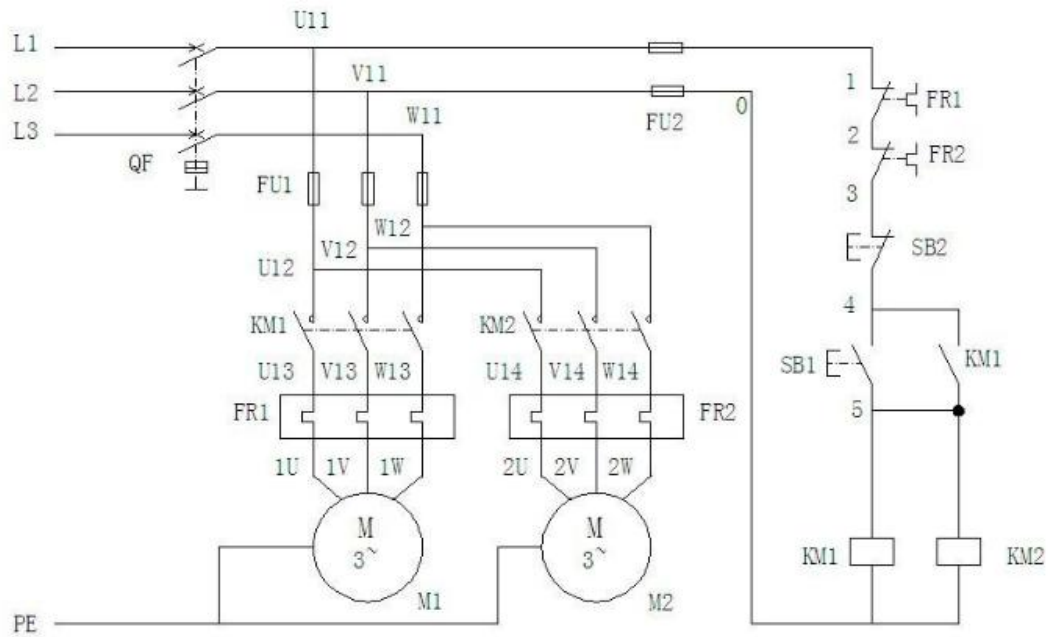 U11
L1
V11
1
FR1
L2
W11
0
L3
FU2
2
QF
FR2
FU1
3
W12
V12
SB2
U12
4
KM1
KM2
SB1
KM1
U13
V13
W13
U14
V14
W14
5
FR1
FR2
1U
1V
1W
2U
2V
2W
M
3~
M
3~
KM1
KM2
M1
M2
PE